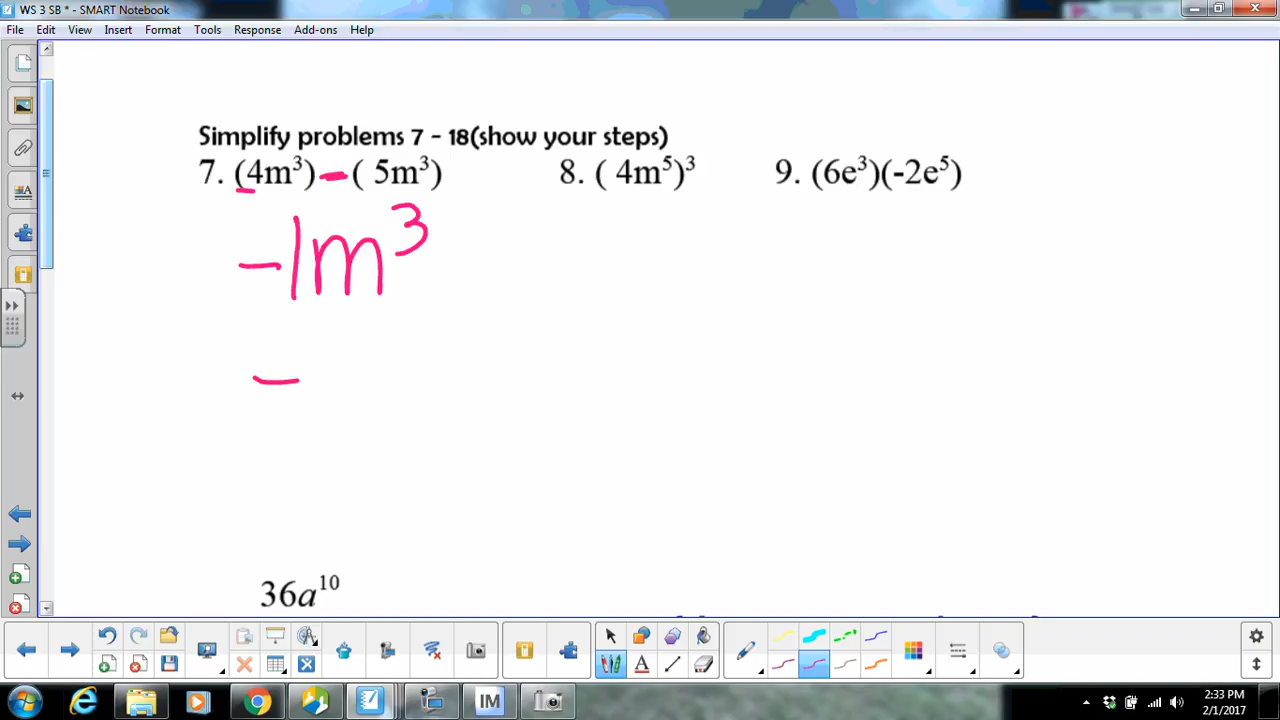 WS 3 SB * - SMART Notebook
File Edit View Insert Format Tools Response Add-ons Help
Simplify problems 7 - 18(show your steps)
7. (4m³) - ( 5m³) 8. ( 4m⁵)³ 9. (6e³)(-2e⁵)
-1m³
-
36a¹⁰
IM
2:33 PM
2/1/2017